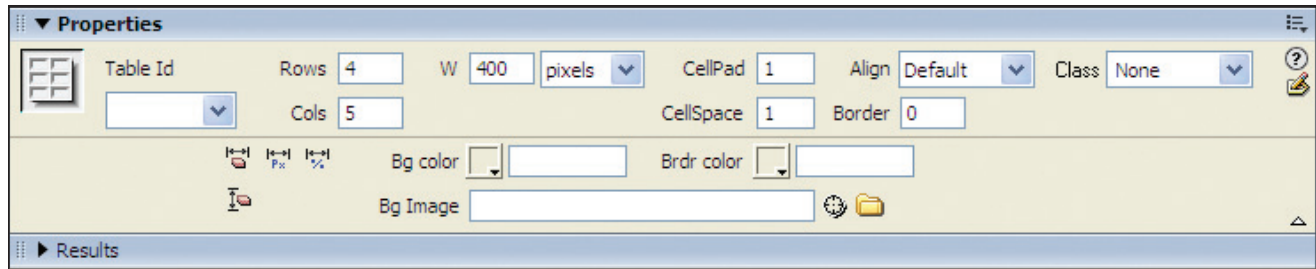 Properties
Table Id Rows 4 W 400 pixels CellPad 1 Align Default Class None
Cols 5 CellSpace 1 Border 0
Bg color Brdr color
Bg Image
Results